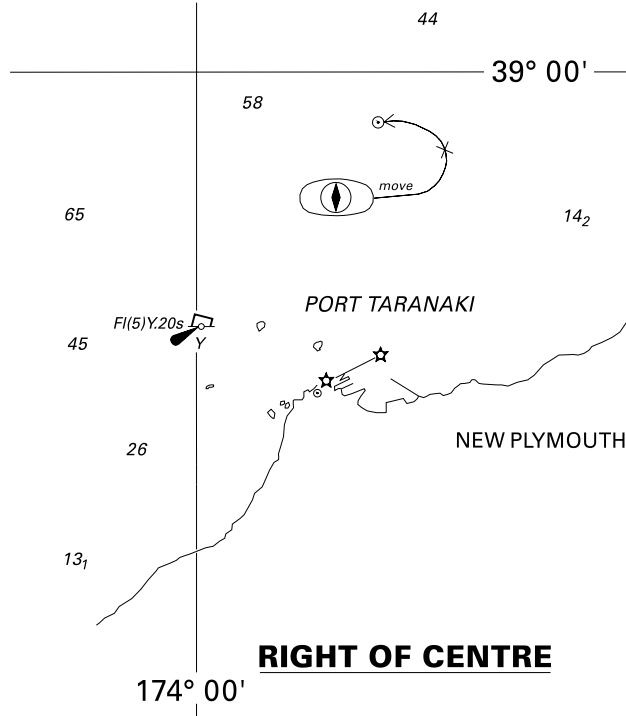 44
39° 00'
58
move
65
14₂
PORT TARANAKI
Fl(5)Y.20s
45
Y
NEW PLYMOUTH
26
13₁
RIGHT OF CENTRE
174° 00'